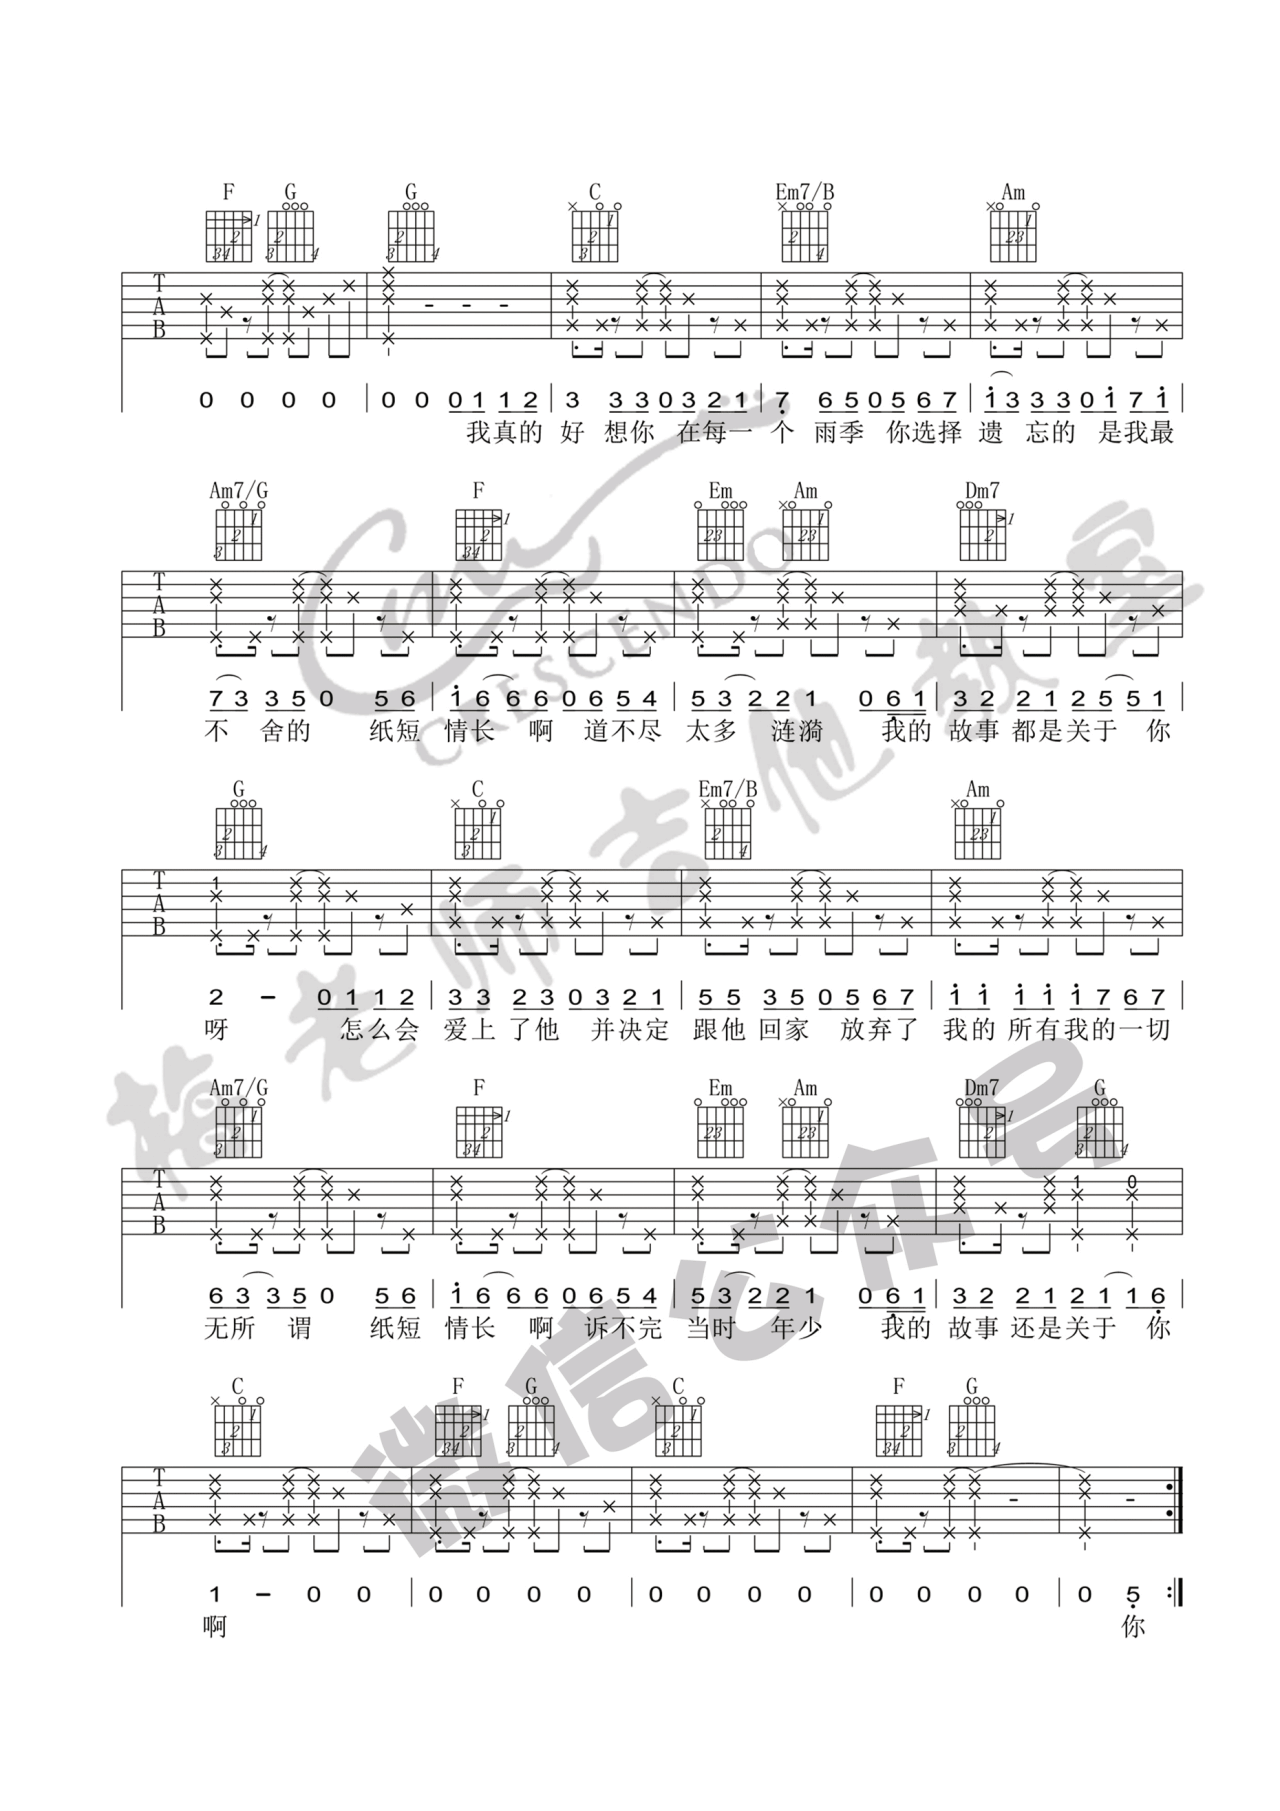 F G G C Em7/B Am
0 0 0 0 0 0 0 1 1 2 3 3 3 0 3 2 1 7 6 5 0 5 6 7 1 3 3 3 0 1 7 1
我真的 好 想你 在每一 个 雨季 你选择 遗 忘的 是我最
Am7/G F Em Am Dm7
7 3 3 5 0 5 6 1 6 6 6 0 6 5 4 5 3 2 2 1 0 6 1 3 2 2 1 2 5 5 1
不 舍的 纸短 情长 啊 道不尽 太多 涟漪 我的 故事 都是关于 你
G C Em7/B Am
2 - 0 1 1 2 3 3 2 3 0 3 2 1 5 5 3 5 0 5 6 7 1 1 1 1 1 7 6 7
呀 怎么会 爱上 了他 并决定 跟他 回家 放弃了 我的 所有我的一切
Am7/G F Em Am Dm7 G
6 3 3 5 0 5 6 1 6 6 6 0 6 5 4 5 3 2 2 1 0 6 1 3 2 2 1 2 1 1 6
无所 谓 纸短 情长 啊 诉不完 当时 年少 我的 故事 还是关于 你
C F G C F G
1 - 0 0 0 0 0 0 0 0 0 0 0 0 0 0 0 5
啊 你
CRESCENDO
梅老师吉他教室
微信公众号